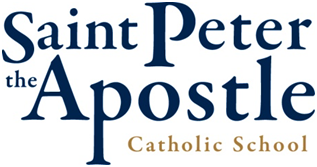 Saint Peter
the Apostle
Catholic School